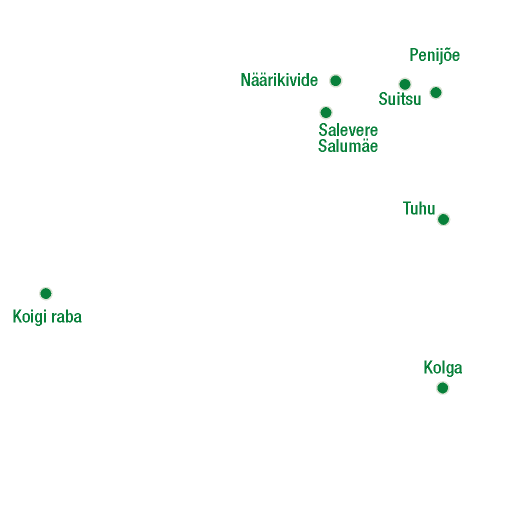 Penijõe
Näärikivide
Suitsu
Salevere
Salumäe
Tuhu
Koigi raba
Kolga